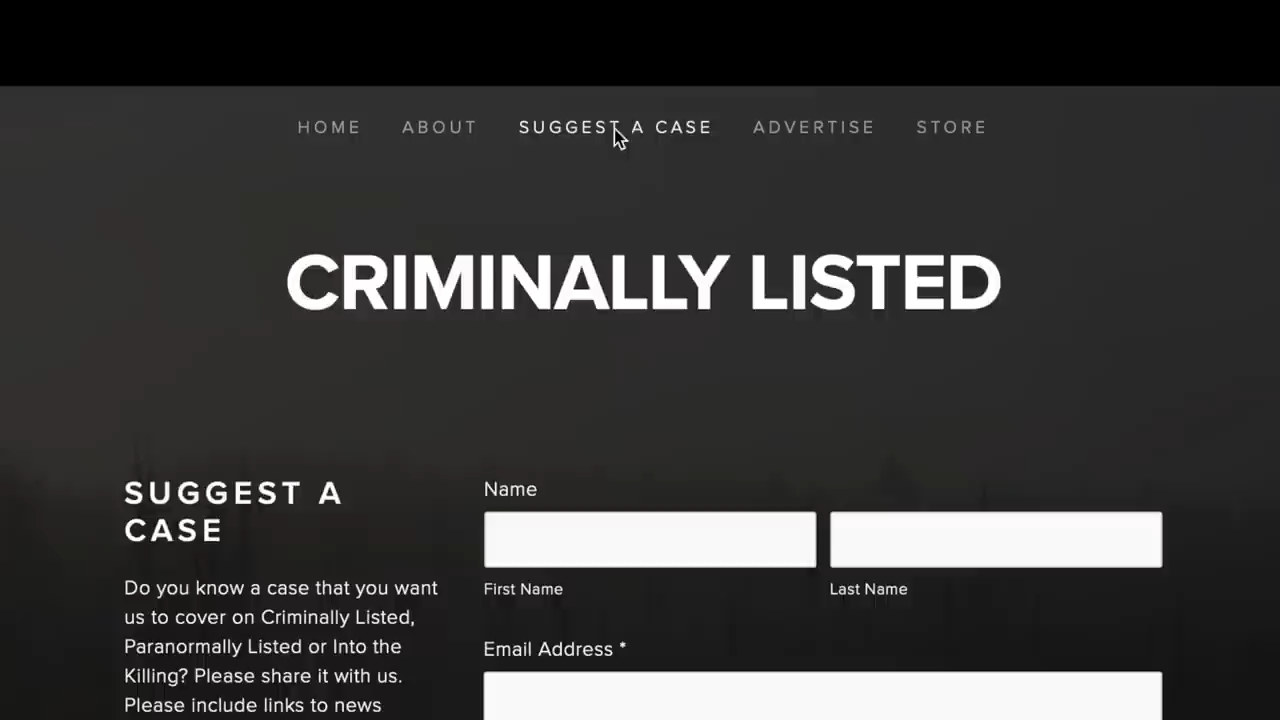 HOME ABOUT SUGGEST A CASE ADVERTISE STORE
CRIMINALLY LISTED
SUGGEST A
CASE
Do you know a case that you want
us to cover on Criminally Listed,
Paranormally Listed or Into the
Killing? Please share it with us.
Please include links to news
Name
First Name Last Name
Email Address *